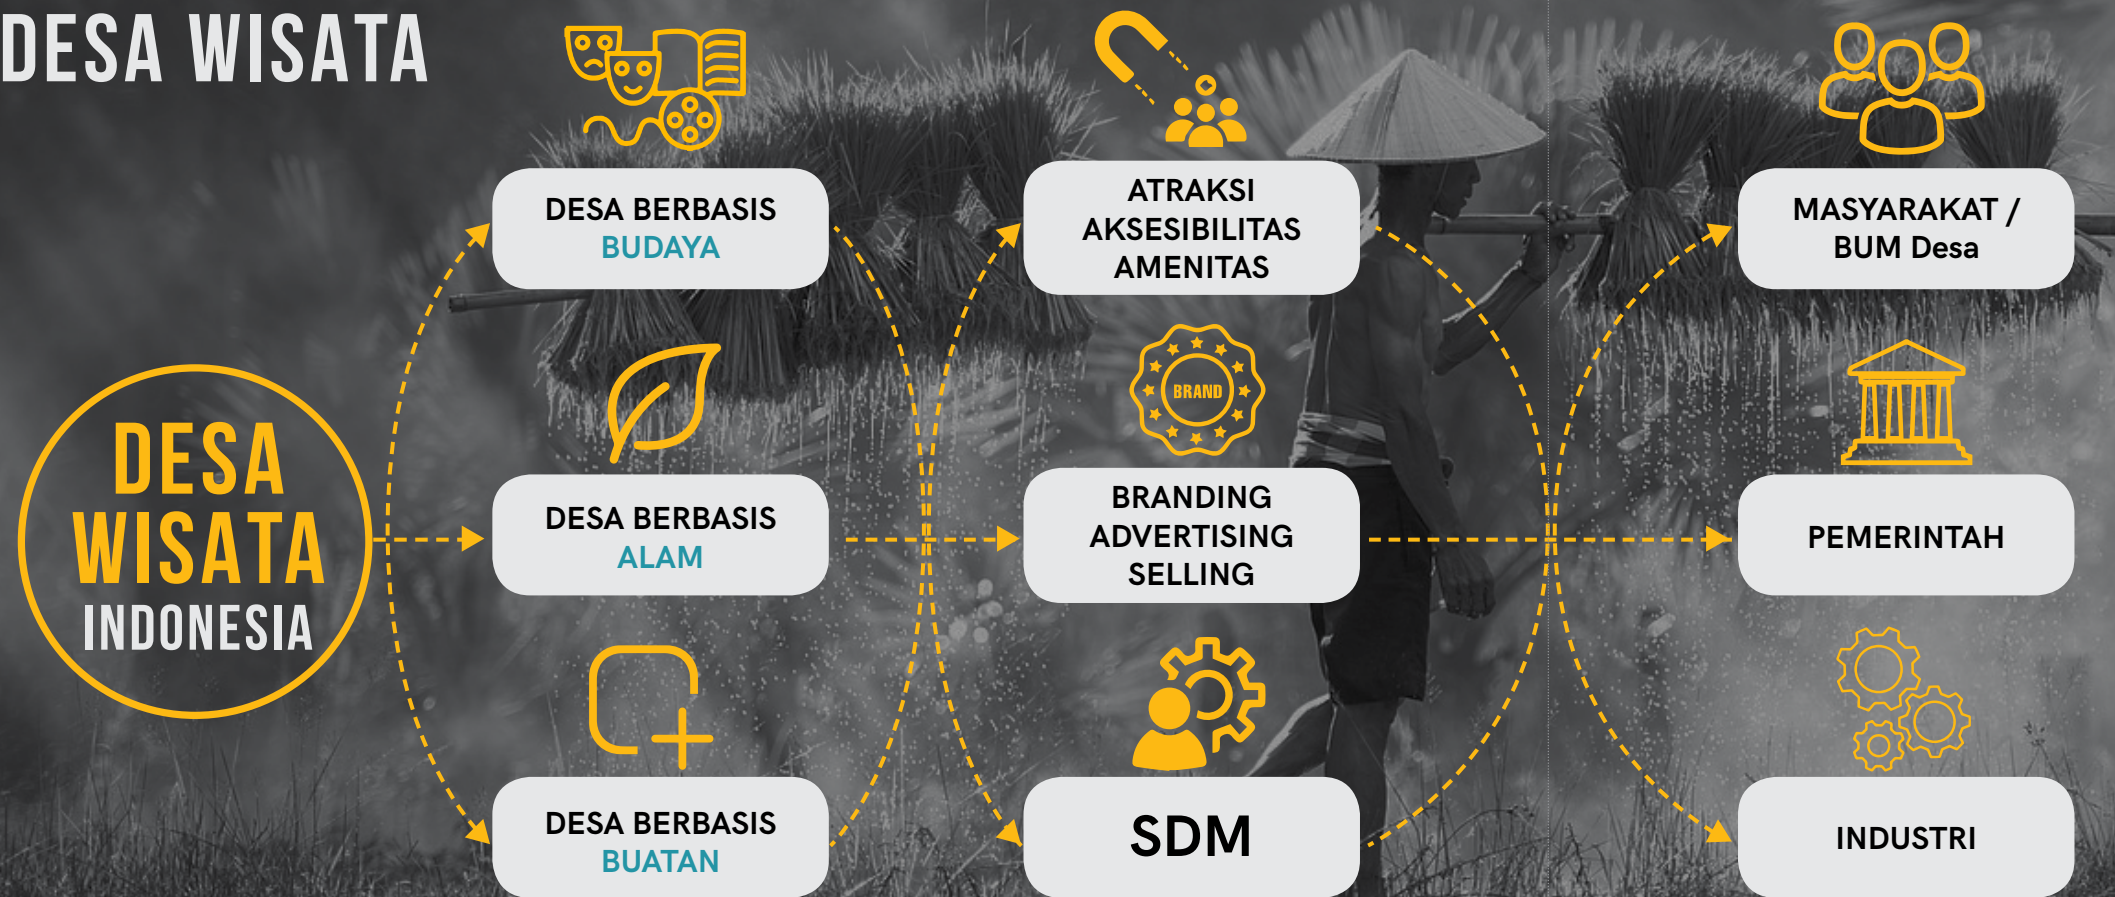 DESA WISATA
DESA
WISATA
INDONESIA
DESA BERBASIS
BUDAYA
DESA BERBASIS
ALAM
DESA BERBASIS
BUATAN
ATRAKSI
AKSESIBILITAS
AMENITAS
BRAND
BRANDING
ADVERTISING
SELLING
SDM
MASYARAKAT /
BUM Desa
PEMERINTAH
INDUSTRI